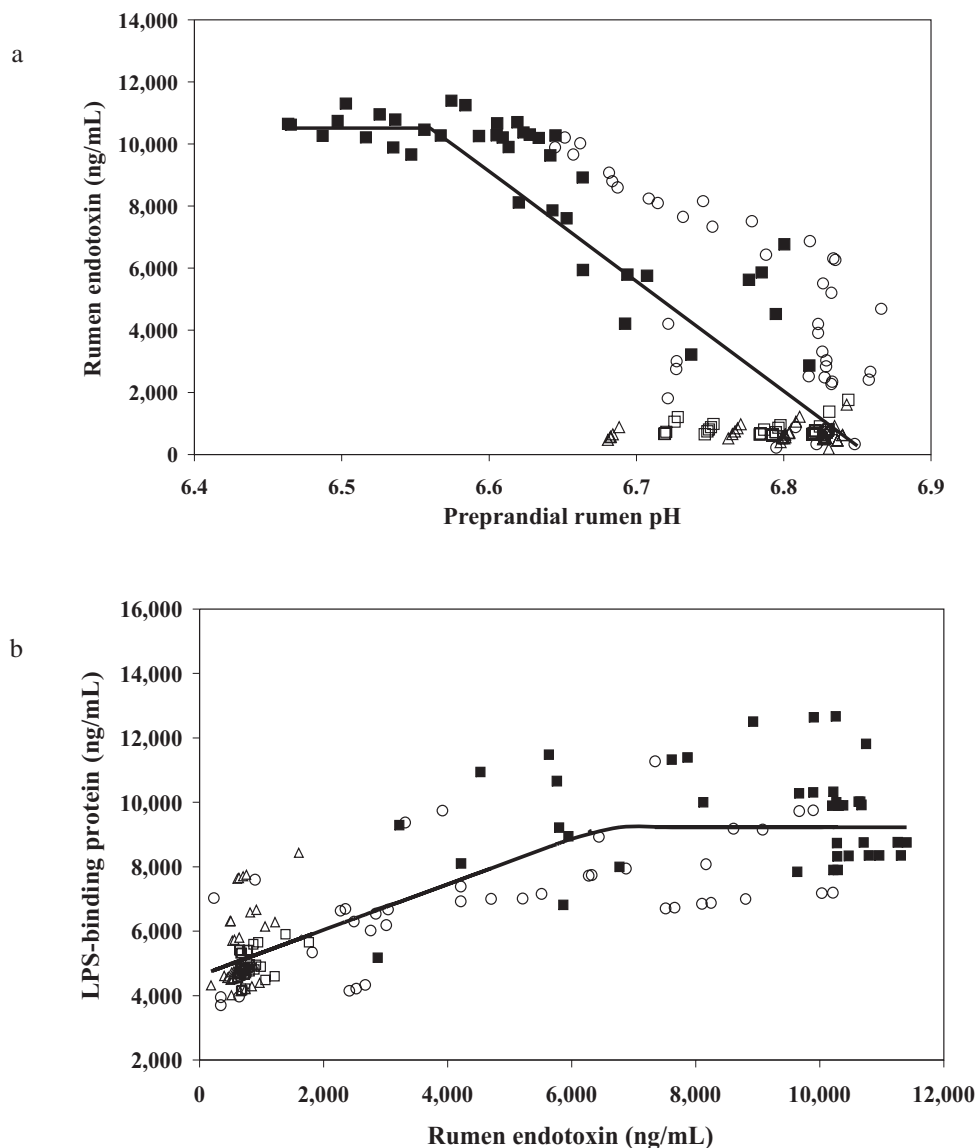 a
Rumen endotoxin (ng/mL)
14,000
12,000
10,000
8,000
6,000
4,000
2,000
0
6.4 6.5 6.6 6.7 6.8 6.9
Preprandial rumen pH
b
LPS-binding protein (ng/mL)
16,000
14,000
12,000
10,000
8,000
6,000
4,000
2,000
0 2,000 4,000 6,000 8,000 10,000 12,000
Rumen endotoxin (ng/mL)